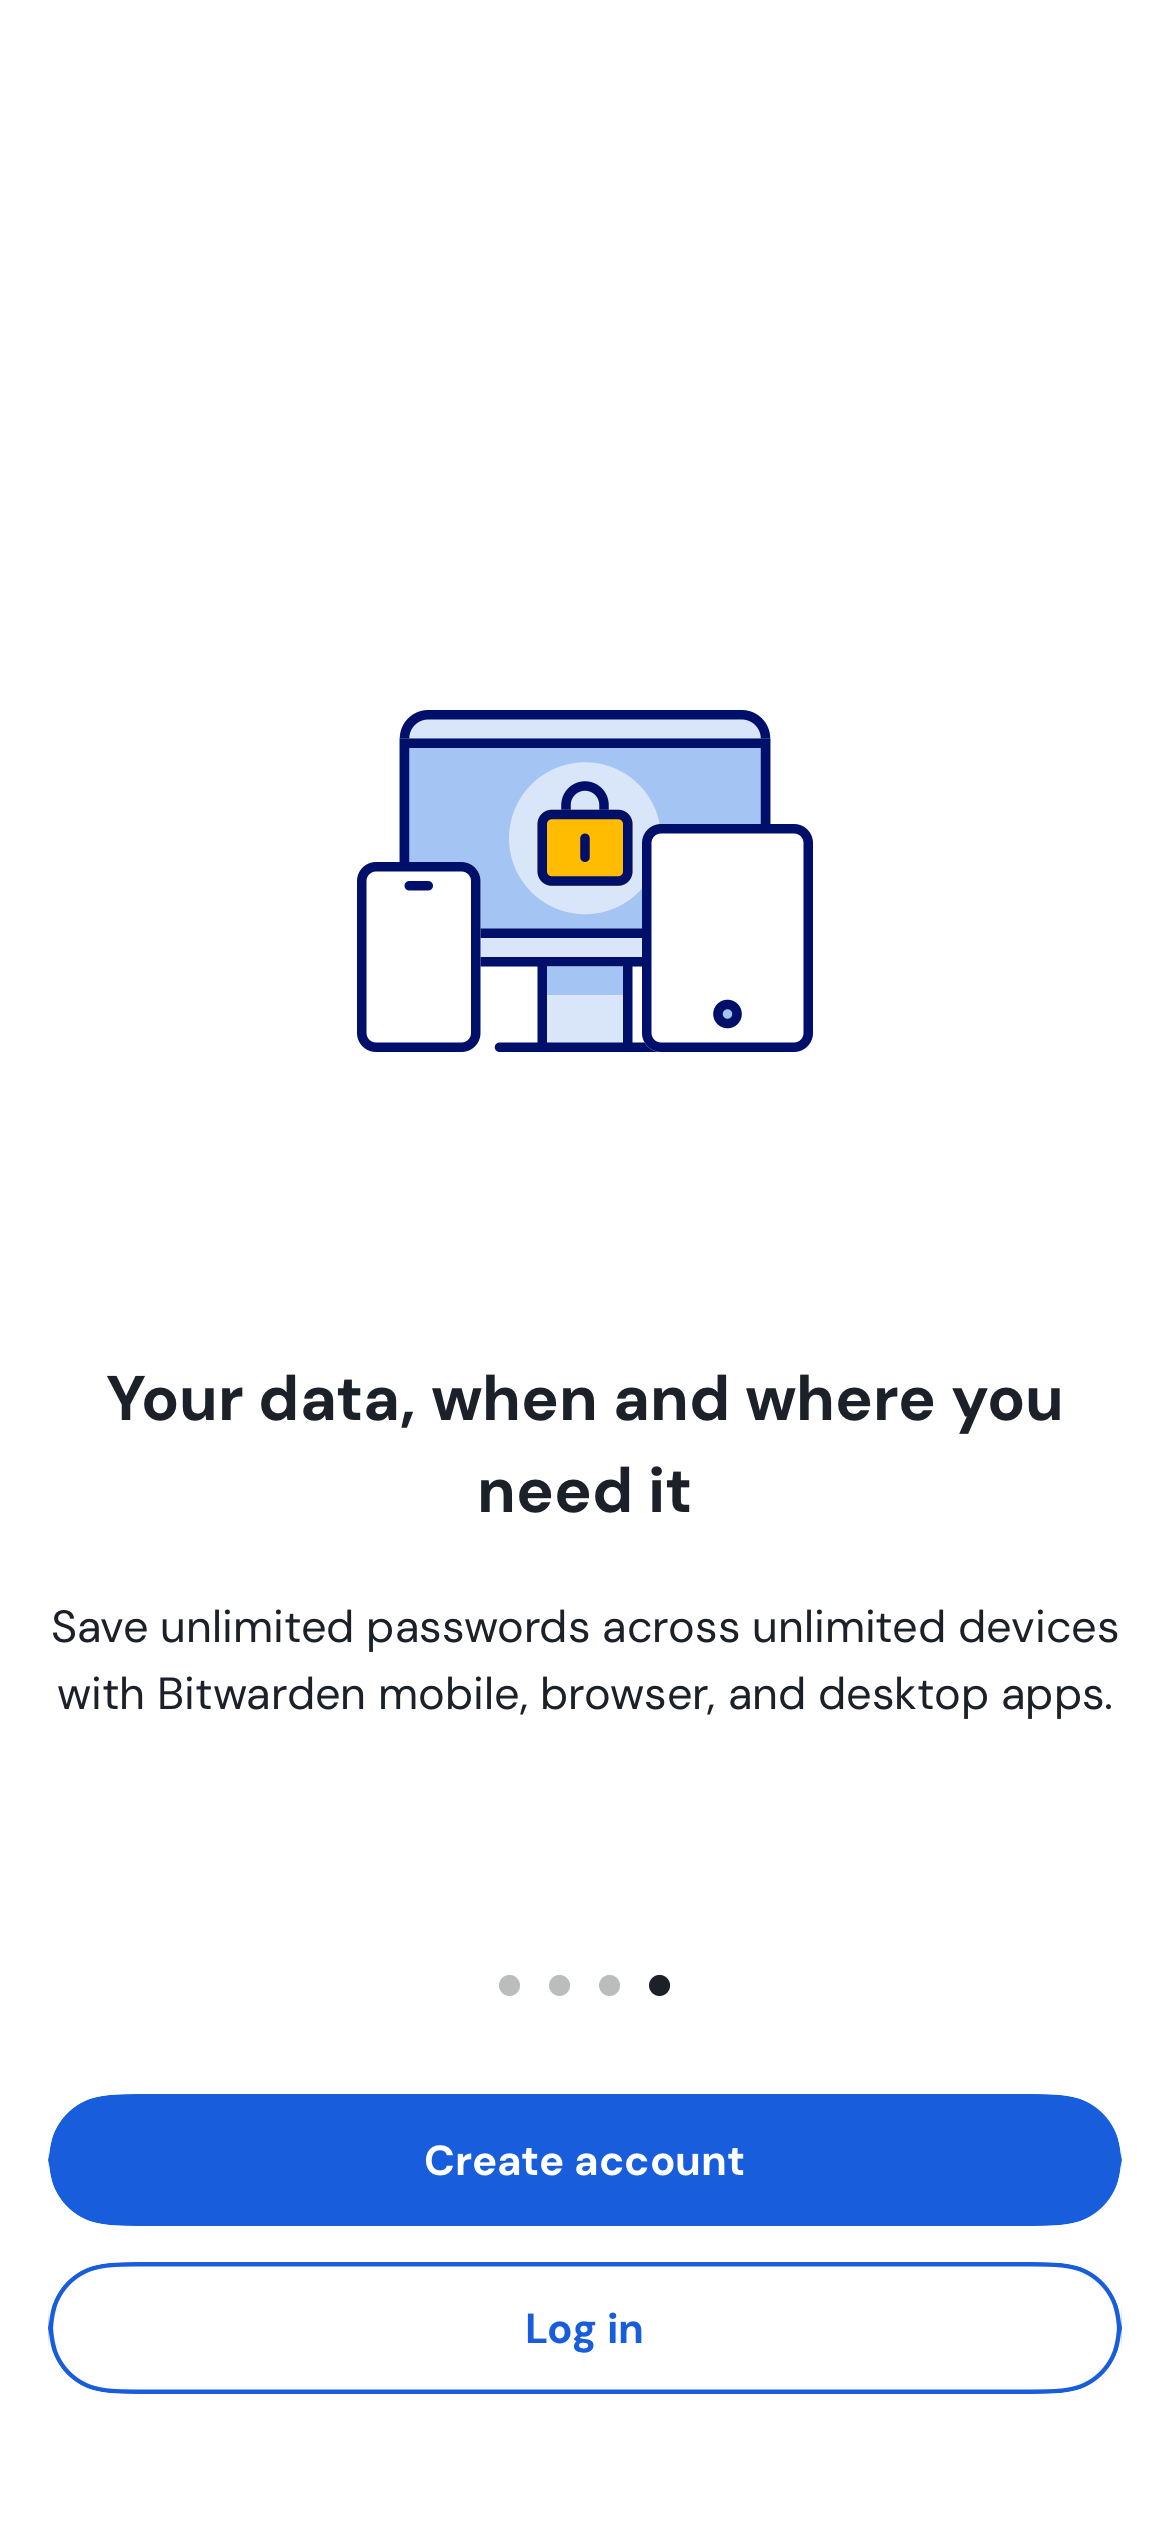 Your data, when and where you
need it
Save unlimited passwords across unlimited devices
with Bitwarden mobile, browser, and desktop apps.
Create account
Log in